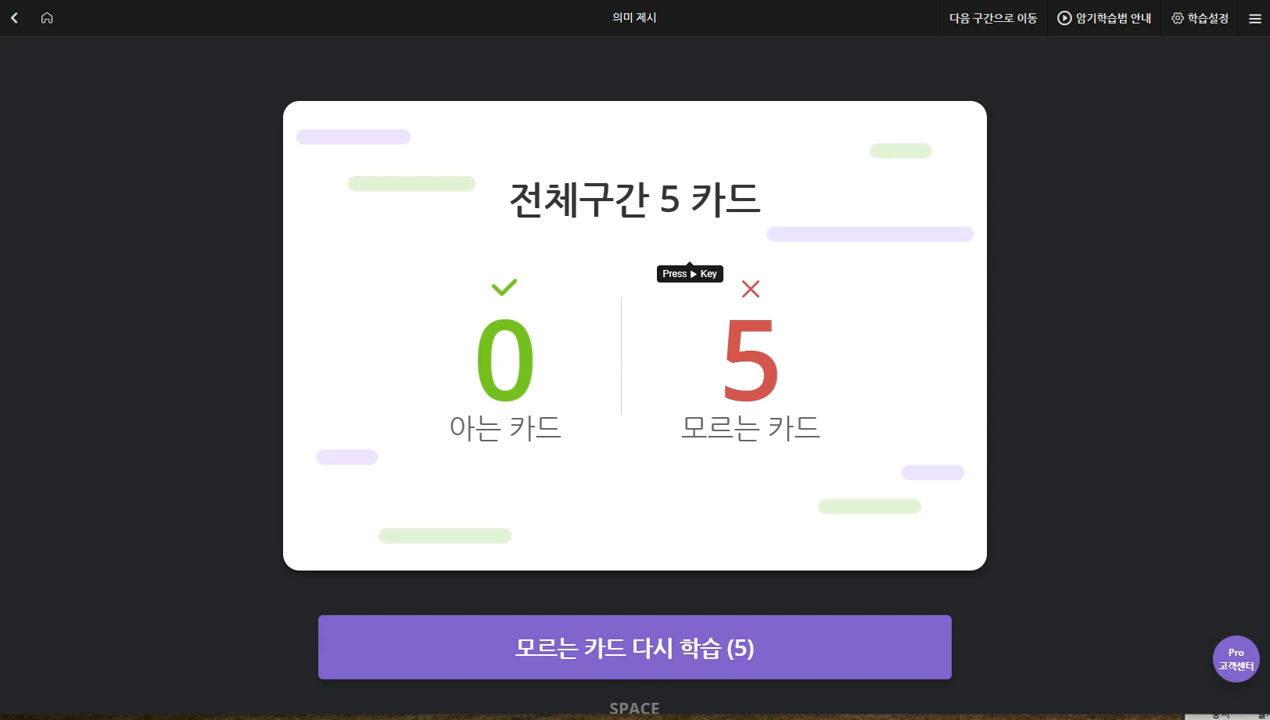 의미 제시
다음 구간으로 이동
암기학습법 안내
학습설정
전체구간 5 카드
Press ▶ Key
0
아는 카드
5
모르는 카드
모르는 카드 다시 학습 (5)
SPACE
Pro
고객센터